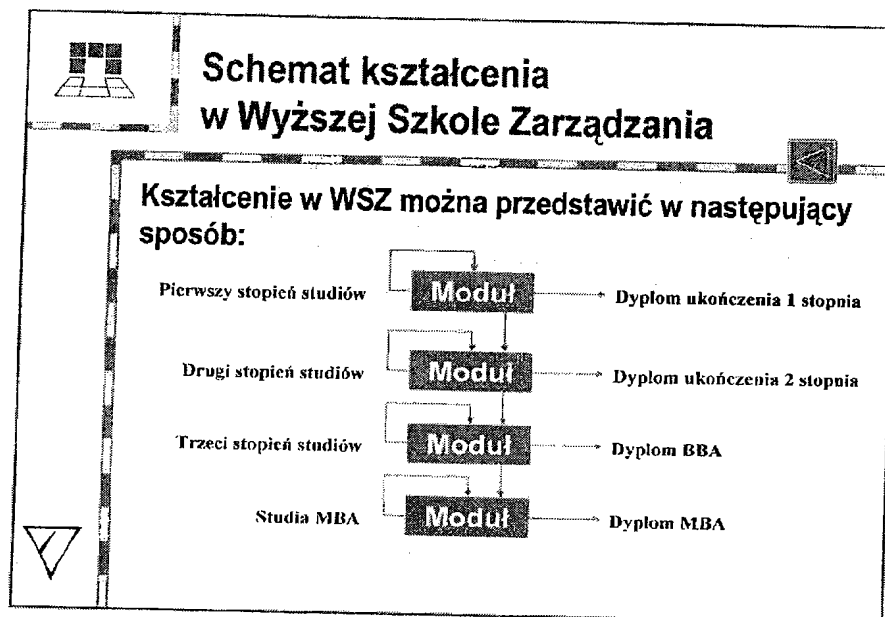 Schemat kształcenia
w Wyższej Szkole Zarządzania
Kształcenie w WSZ można przedstawić w następujący
sposób:
Pierwszy stopień studiów Moduł Dyplom ukończenia 1 stopnia
Drugi stopień studiów Moduł Dyplom ukończenia 2 stopnia
Trzeci stopień studiów Moduł Dyplom BBA
Studia MBA Moduł Dyplom MBA